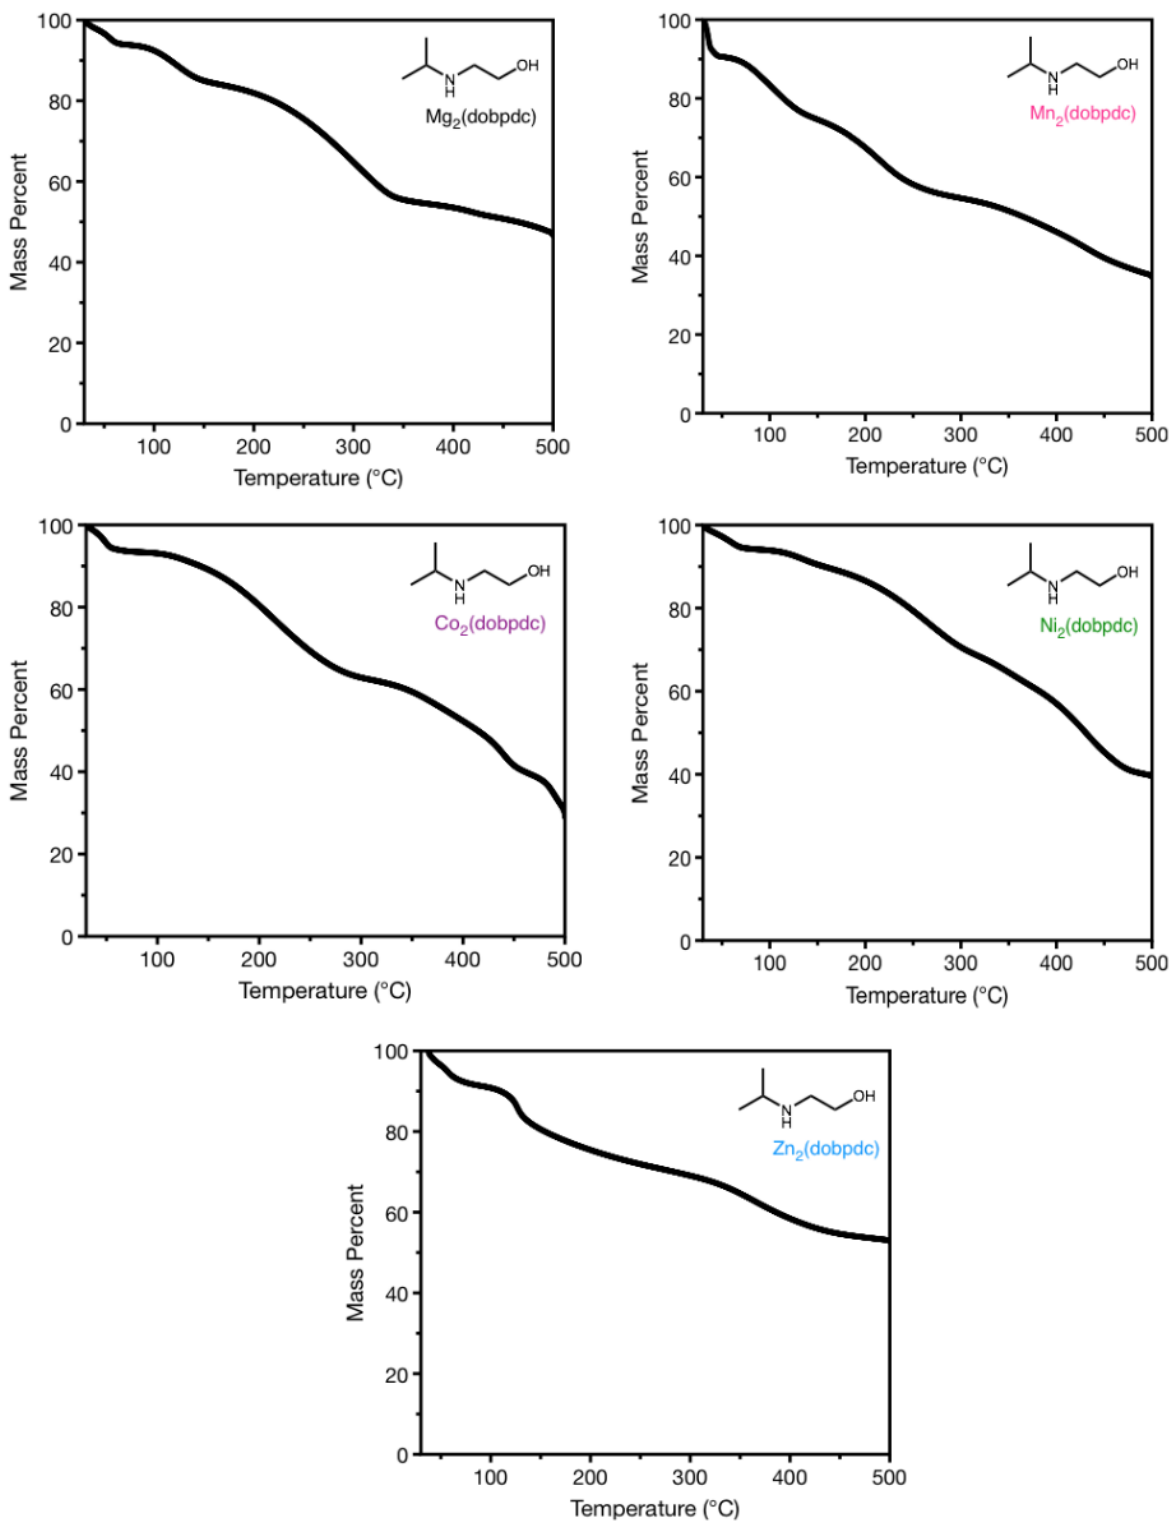 100
80
60
40
20
0
Mass Percent
100 200 300 400 500
Temperature (°C)
N
H
OH
Mg2(dobpdc)
100
80
60
40
20
0
Mass Percent
100 200 300 400 500
Temperature (°C)
N
H
OH
Mn2(dobpdc)
100
80
60
40
20
0
Mass Percent
100 200 300 400 500
Temperature (°C)
N
H
OH
Co2(dobpdc)
100
80
60
40
20
0
Mass Percent
100 200 300 400 500
Temperature (°C)
N
H
OH
Ni2(dobpdc)
100
80
60
40
20
0
Mass Percent
100 200 300 400 500
Temperature (°C)
N
H
OH
Zn2(dobpdc)